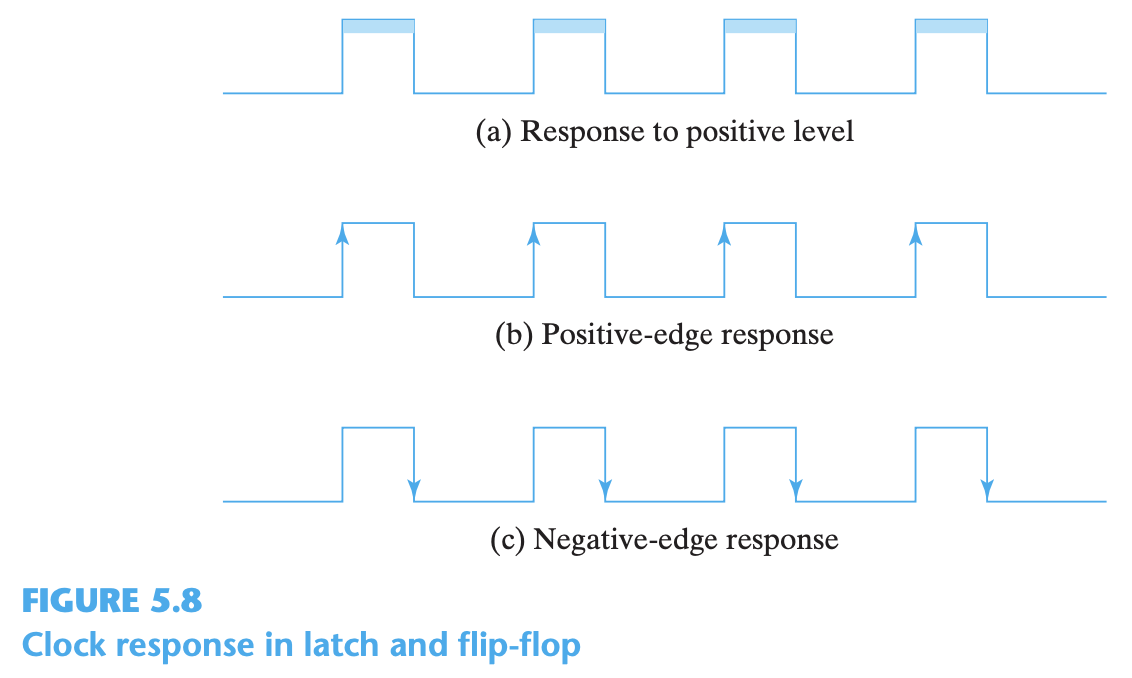 (a) Response to positive level
(b) Positive-edge response
(c) Negative-edge response
FIGURE 5.8
Clock response in latch and flip-flop